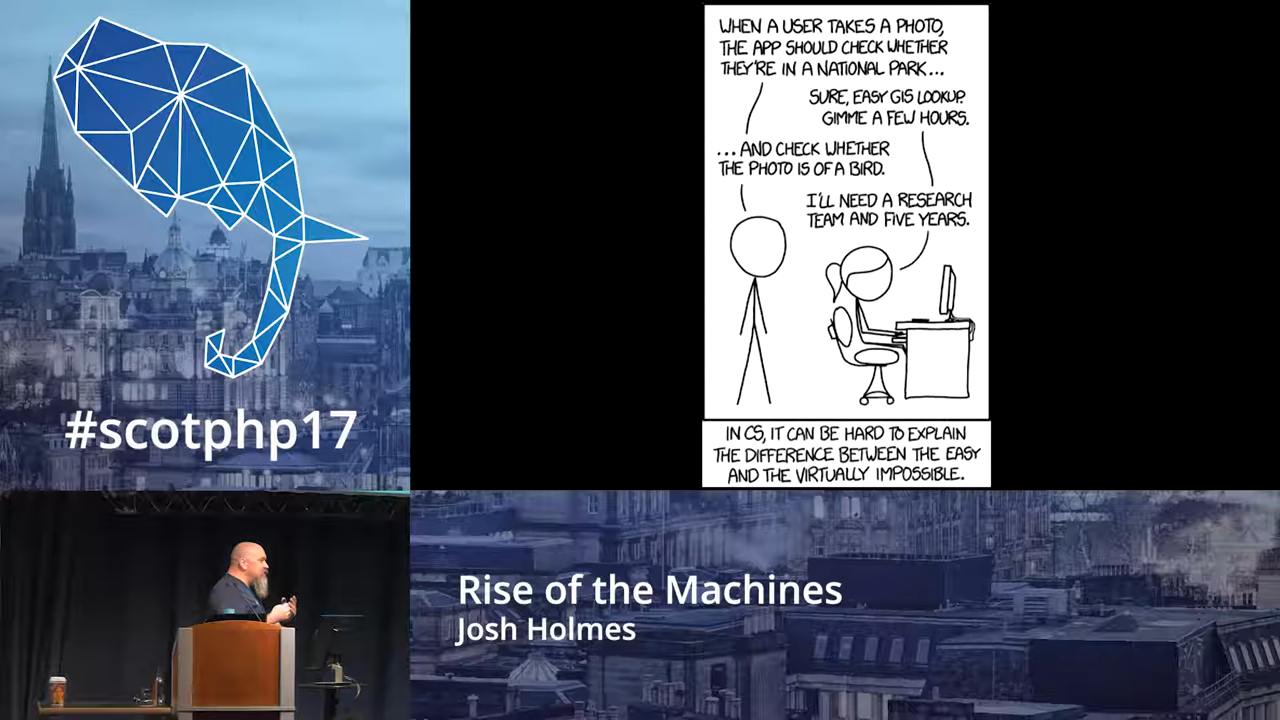 WHEN A USER TAKES A PHOTO,
THE APP SHOULD CHECK WHETHER
THEY'RE IN A NATIONAL PARK...
SURE, EASY GIS LOOKUP.
GIMME A FEW HOURS.
...AND CHECK WHETHER
THE PHOTO IS OF A BIRD.
I'LL NEED A RESEARCH
TEAM AND FIVE YEARS.
IN CS, IT CAN BE HARD TO EXPLAIN
THE DIFFERENCE BETWEEN THE EASY
AND THE VIRTUALLY IMPOSSIBLE.
#scotphp17
Rise of the Machines
Josh Holmes